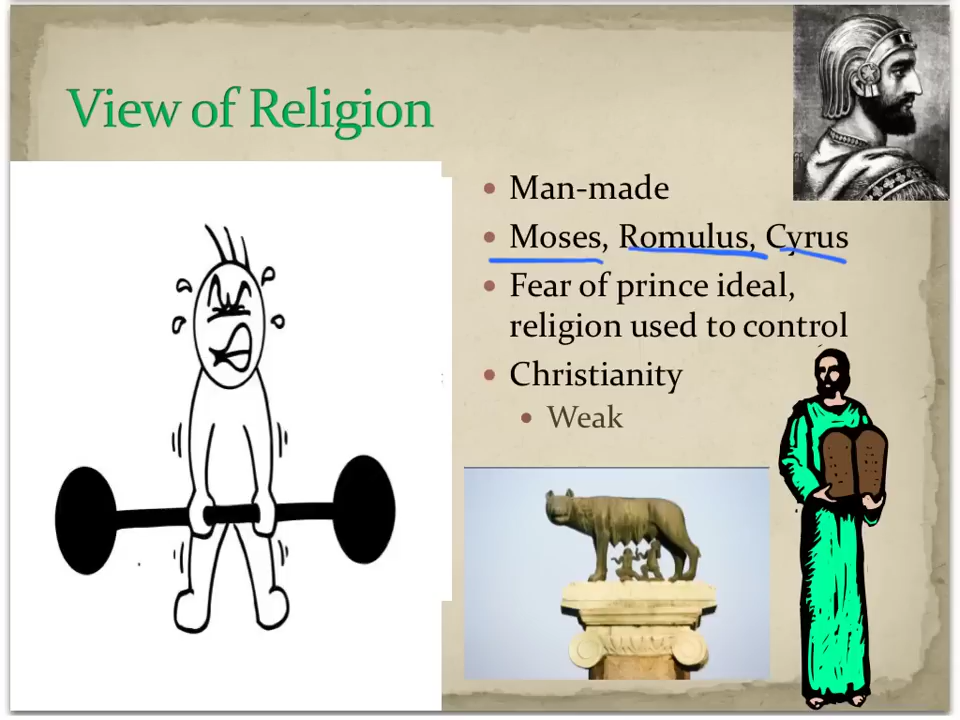 View of Religion
Man-made
Moses, Romulus, Cyrus
Fear of prince ideal,
religion used to control
Christianity
Weak